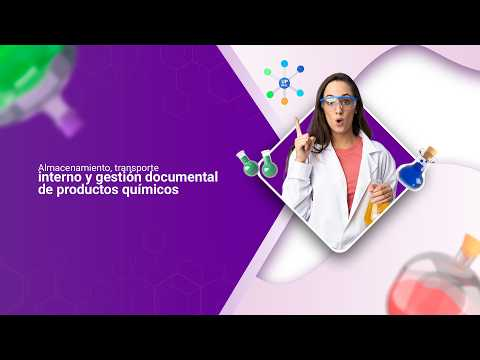 Almacenamiento, transporte
interno y gestión documental
de productos químicos